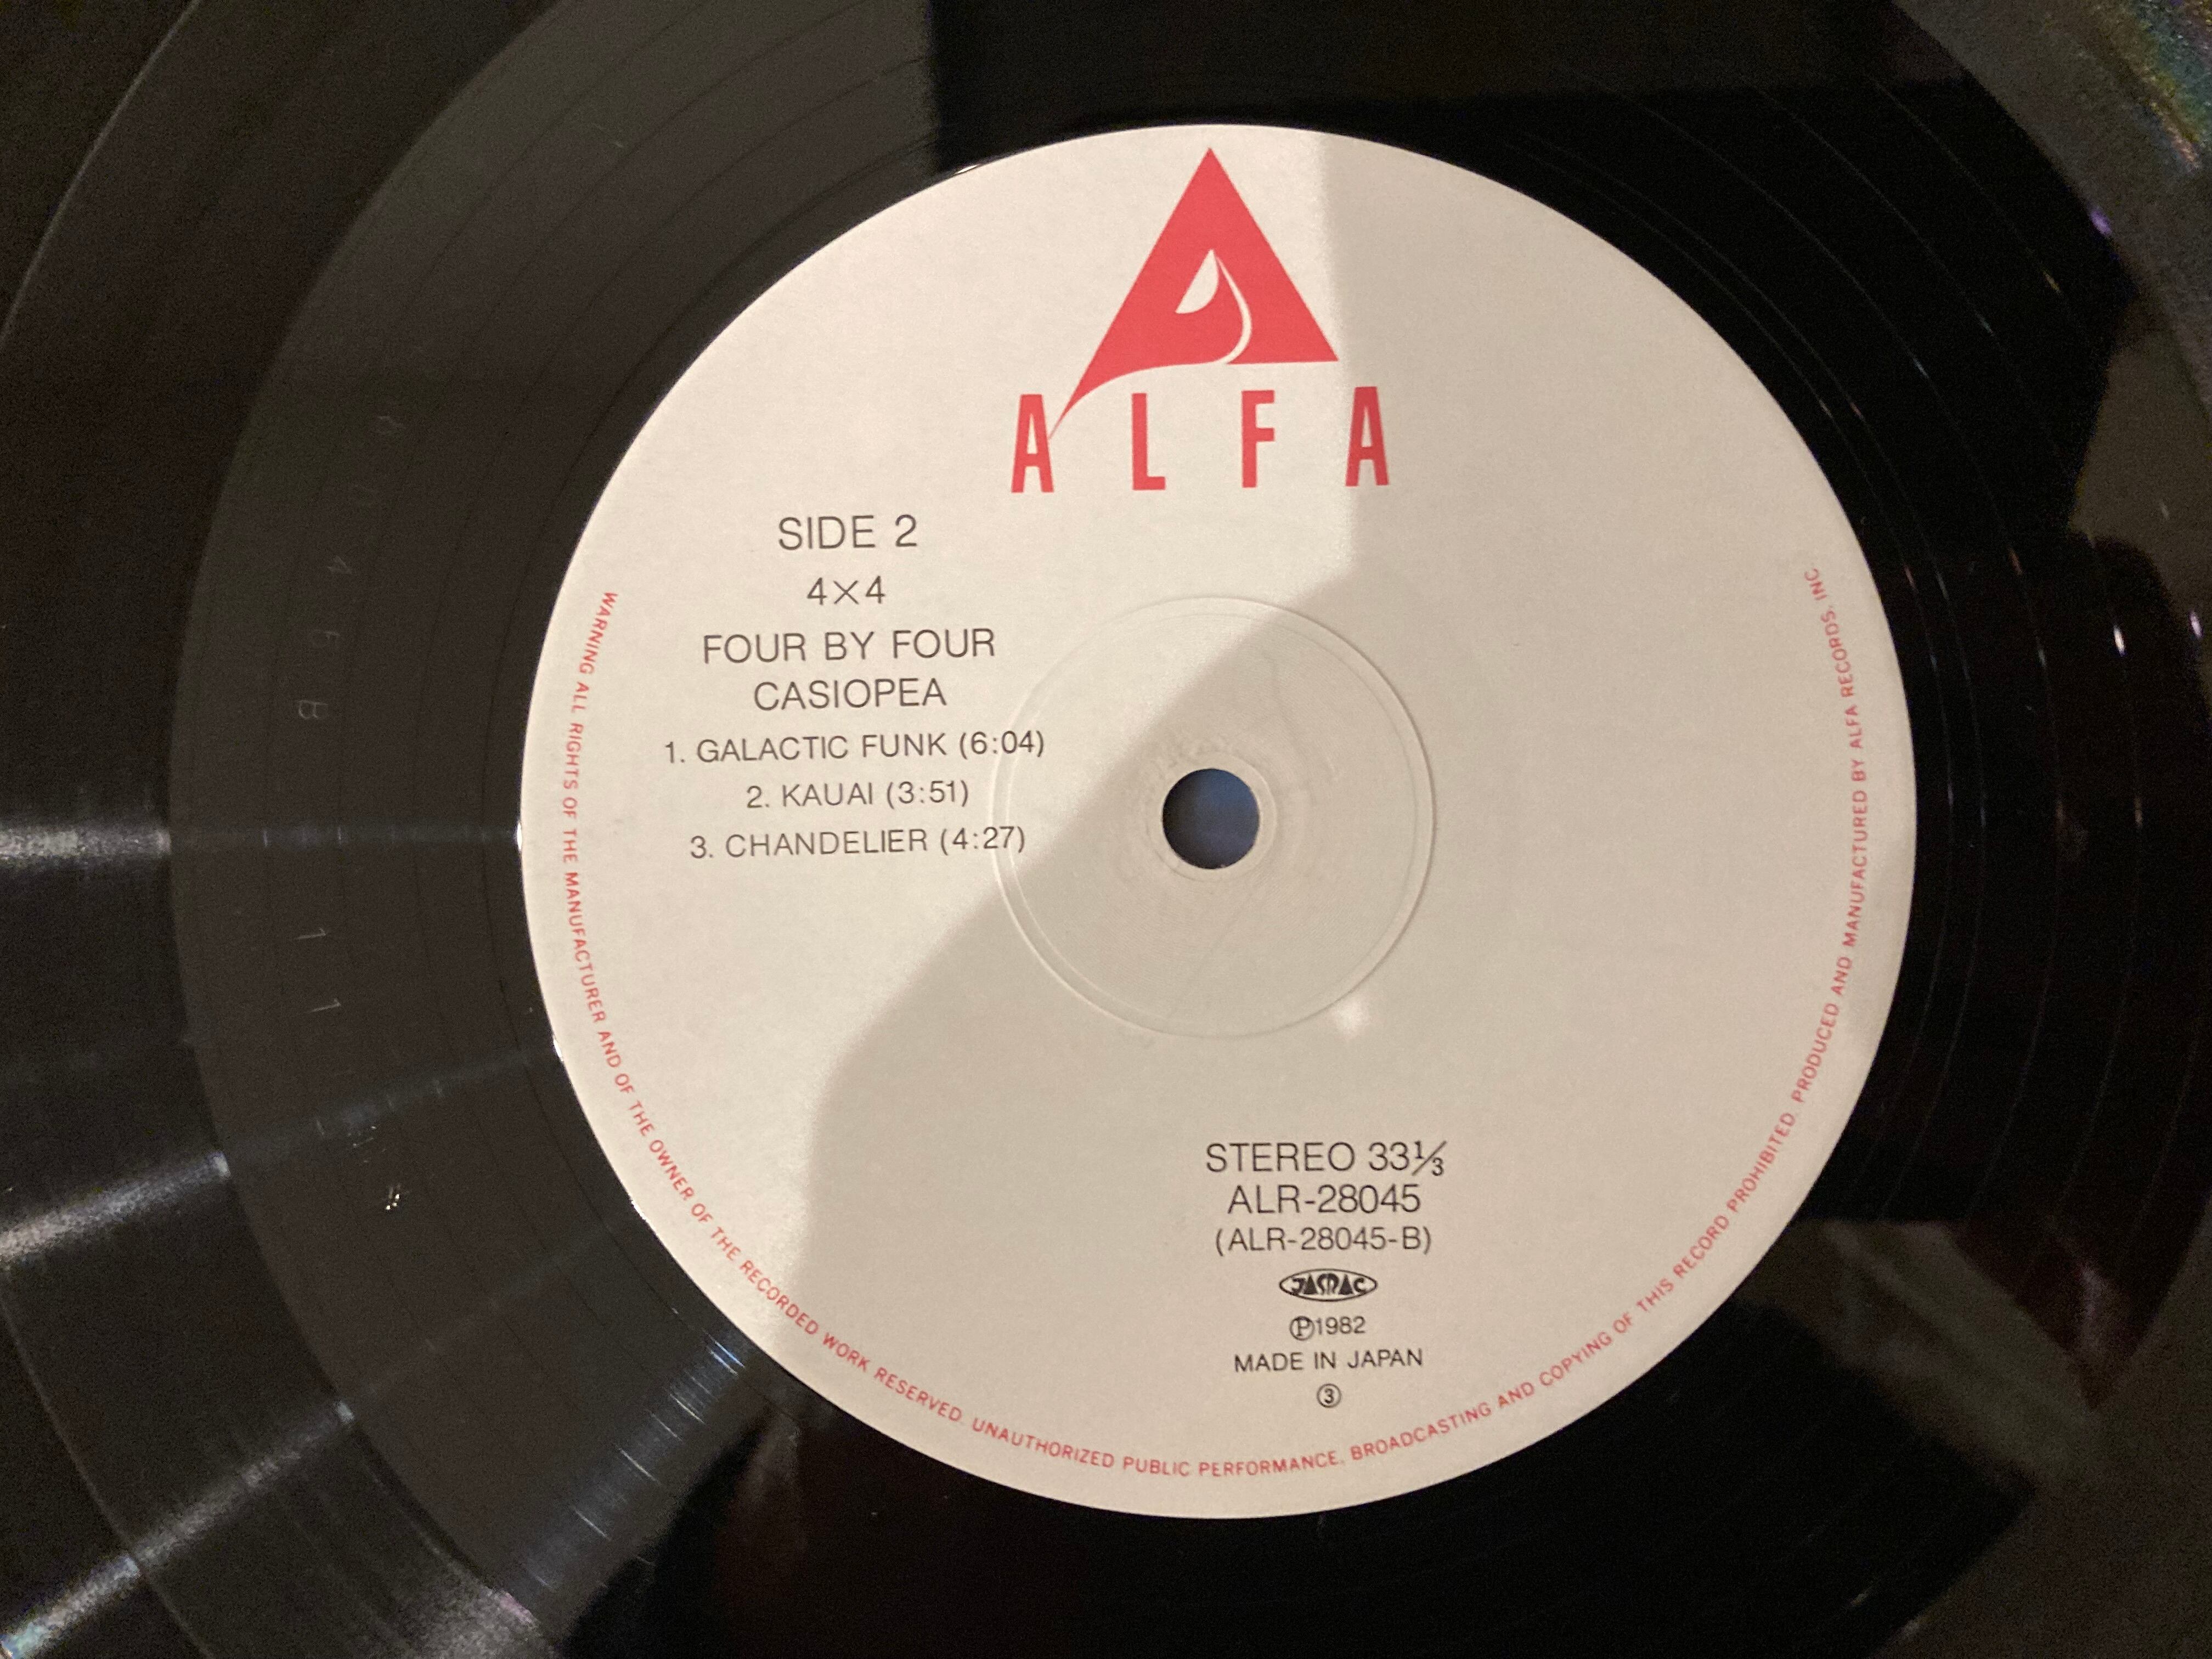 ALFA
SIDE 2
4×4
FOUR BY FOUR
CASIOPEA
1. GALACTIC FUNK (6:04)
2. KAUAI (3:51)
3. CHANDELIER (4:27)
STEREO 33⅓
ALR-28045
(ALR-28045-B)
JASRAC
℗1982
MADE IN JAPAN
③
WARNING ALL RIGHTS OF THE MANUFACTURER AND OF THE OWNER OF THE RECORDED WORK RESERVED. UNAUTHORIZED PUBLIC PERFORMANCE, BROADCASTING AND COPYING OF THIS RECORD PROHIBITED. PRODUCED AND MANUFACTURED BY ALFA RECORDS, INC.